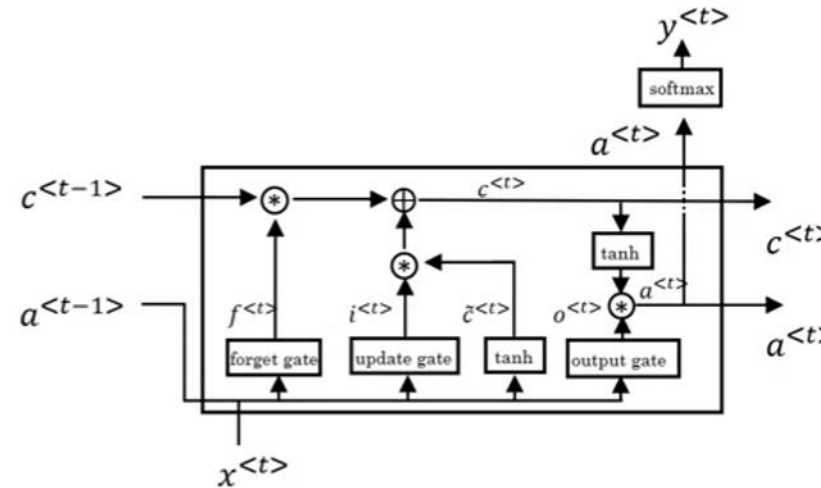 y<t>
softmax
a<t>
c<t-1>
c<t>
c<t>
tanh
a<t-1>
f<t>
i<t>
c̃<t>
o<t>
a<t>
a<t>
forget gate
update gate
tanh
output gate
x<t>